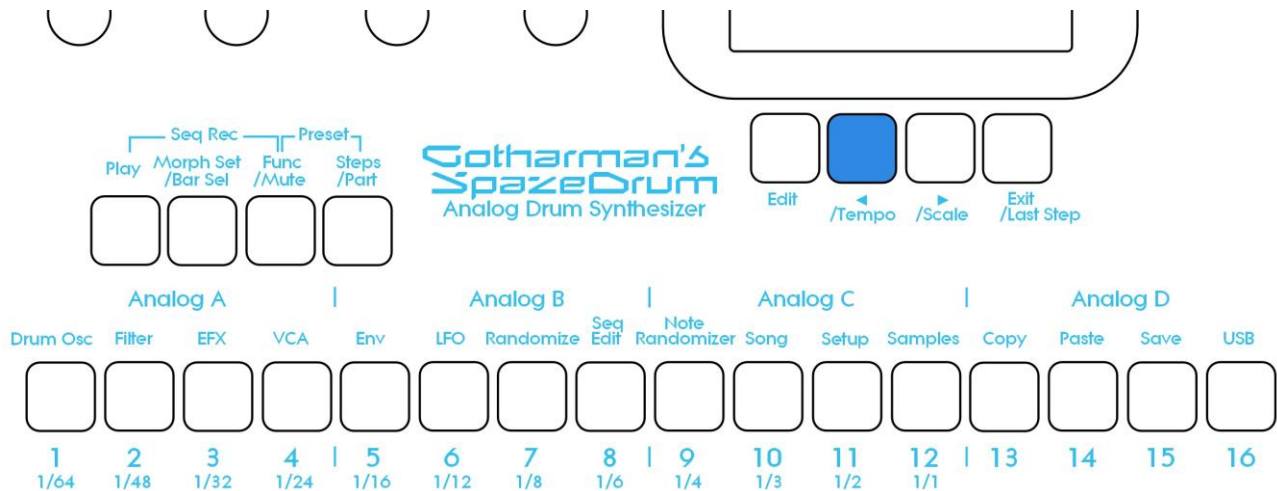 Seq Rec Preset
Play Morph Set Func Steps
/Bar Sel /Mute /Part
Gotharman's
SpazeDrum
Analog Drum Synthesizer
Edit ◄ ► Exit
/Tempo /Scale /Last Step
Analog A | Analog B | Analog C | Analog D
Drum Osc Filter EFX VCA Env LFO Randomize Seq Edit Note Randomizer Song Setup Samples Copy Paste Save USB
1 2 3 4 | 5 6 7 8 | 9 10 11 12 | 13 14 15 16
1/64 1/48 1/32 1/24 1/16 1/12 1/8 1/6 1/4 1/3 1/2 1/1